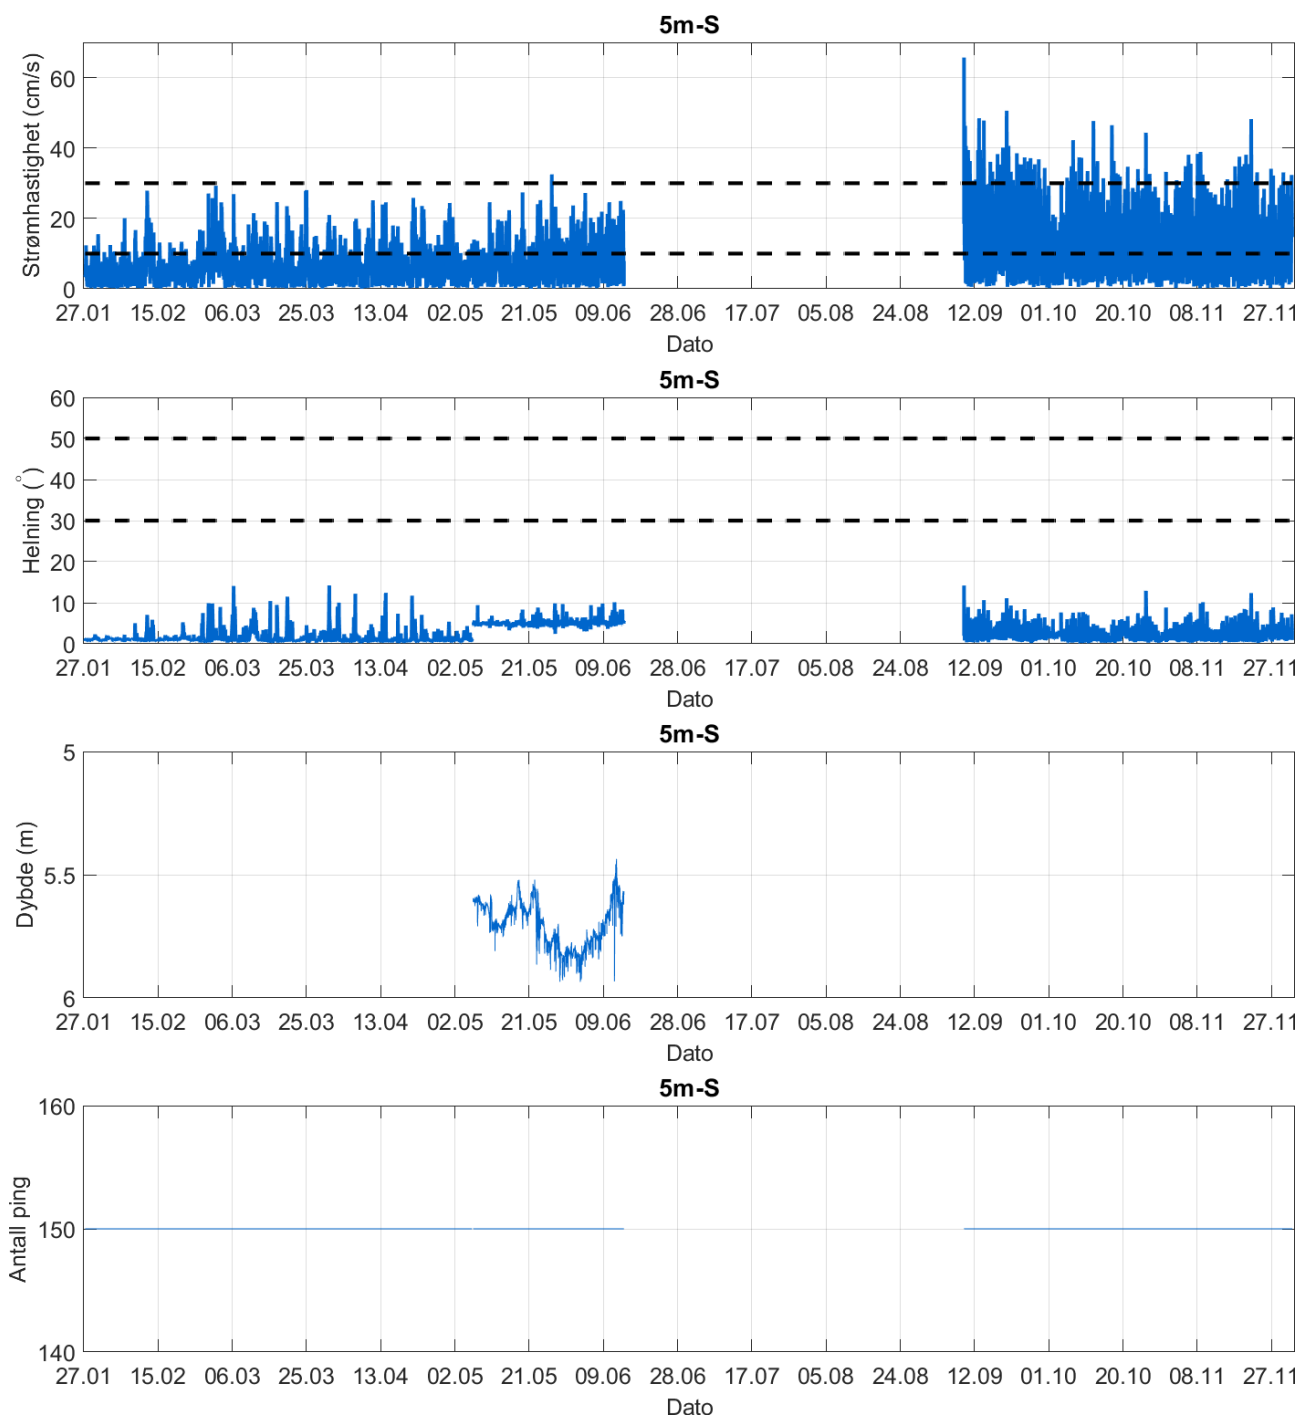 5m-S
Strømhastighet (cm/s)
60
40
20
0
27.01 15.02 06.03 25.03 13.04 02.05 21.05 09.06 28.06 17.07 05.08 24.08 12.09 01.10 20.10 08.11 27.11
Dato
5m-S
Helning (°)
60
50
40
30
20
10
0
27.01 15.02 06.03 25.03 13.04 02.05 21.05 09.06 28.06 17.07 05.08 24.08 12.09 01.10 20.10 08.11 27.11
Dato
5m-S
Dybde (m)
5
5.5
6
27.01 15.02 06.03 25.03 13.04 02.05 21.05 09.06 28.06 17.07 05.08 24.08 12.09 01.10 20.10 08.11 27.11
Dato
5m-S
Antall ping
160
150
140
27.01 15.02 06.03 25.03 13.04 02.05 21.05 09.06 28.06 17.07 05.08 24.08 12.09 01.10 20.10 08.11 27.11
Dato